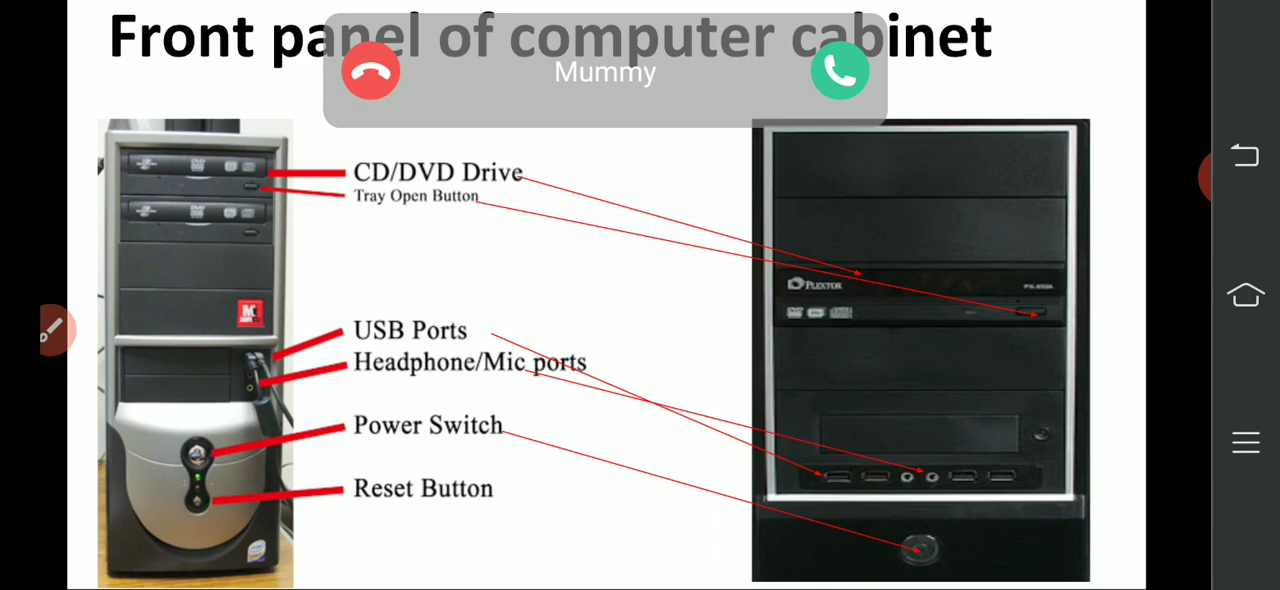 Front panel of computer cabinet
Mummy
CD/DVD Drive
Tray Open Button
PLEXTOR
USB Ports
Headphone/Mic ports
Power Switch
Reset Button